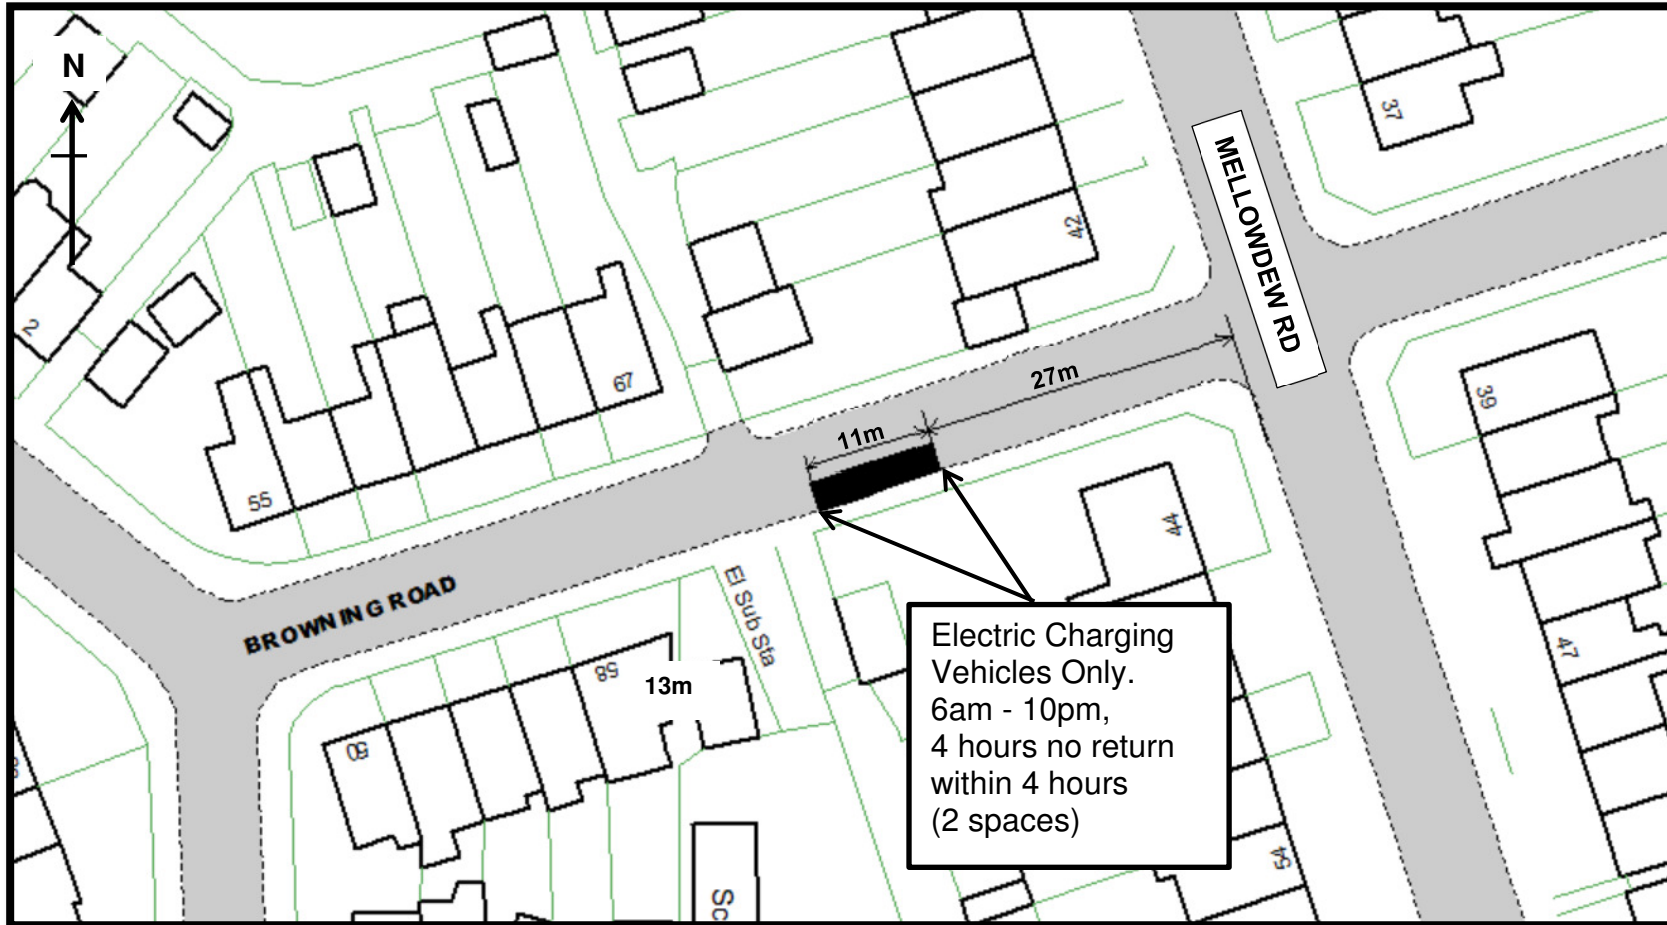 N
37
MELLOWDEW RD
42
2
27m
67
39
11m
55
44
BROWNING ROAD
El Sub Sta
Electric Charging
Vehicles Only.
6am - 10pm,
4 hours no return
within 4 hours
(2 spaces)
47
58
13m
50
54
Sc